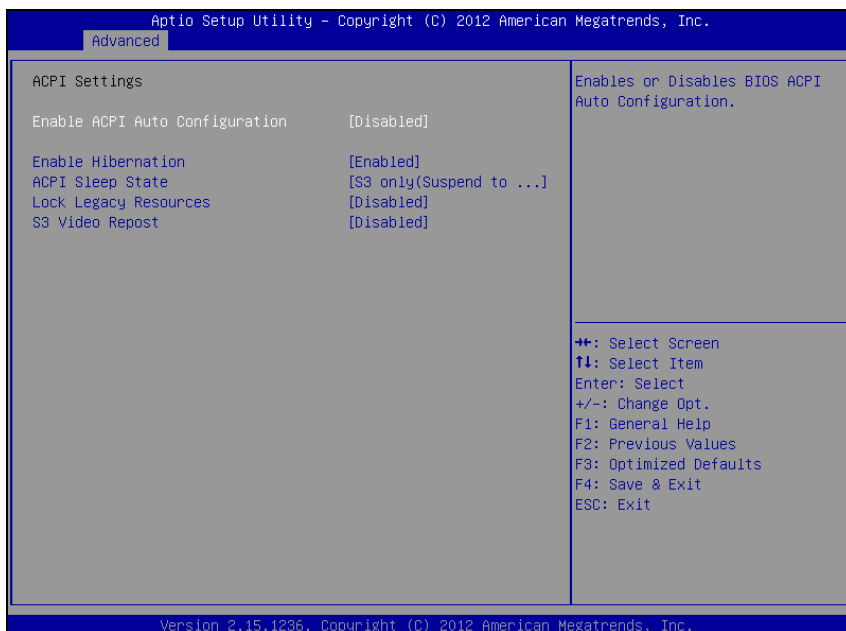 Aptio Setup Utility – Copyright (C) 2012 American Megatrends, Inc.
Advanced
ACPI Settings
Enable ACPI Auto Configuration [Disabled]
Enable Hibernation [Enabled]
ACPI Sleep State [S3 only(Suspend to ...]
Lock Legacy Resources [Disabled]
S3 Video Repost [Disabled]
Enables or Disables BIOS ACPI
Auto Configuration.
→←: Select Screen
↑↓: Select Item
Enter: Select
+/-: Change Opt.
F1: General Help
F2: Previous Values
F3: Optimized Defaults
F4: Save & Exit
ESC: Exit
Version 2.15.1236. Copyright (C) 2012 American Megatrends, Inc.